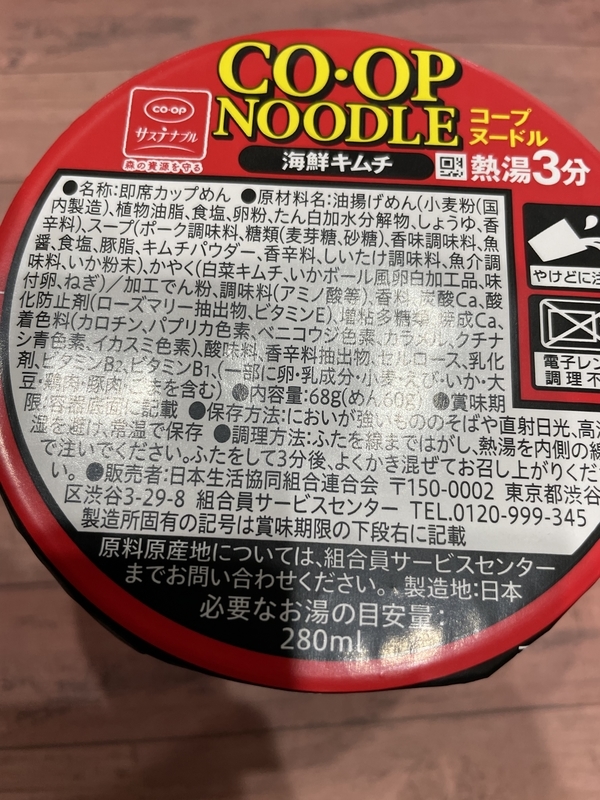 CO·OP
NOODLE
コープ
ヌードル
co·op
サステナブル
森の資源を守る
海鮮キムチ
熱湯3分
●名称:即席カップめん ●原材料名:油揚げめん(小麦粉(国
内製造)、植物油脂、食塩、卵粉、たん白加水分解物、しょうゆ、香
辛料)、スープ(ポーク調味料、糖類(麦芽糖、砂糖)、香味調味料、魚
醤、食塩、豚脂、キムチパウダー、香辛料、しいたけ調味料、魚介調
味料、いか粉末)、かやく(白菜キムチ、いかボール風卵白加工品、味
付卵、ねぎ)/加工でん粉、調味料(アミノ酸等)、香料、炭酸Ca、酸
化防止剤(ローズマリー抽出物、ビタミンE)、増粘多糖類、焼成Ca、
着色料(カロチン、パプリカ色素、ベニコウジ色素、カラメル、クチナ
シ青色素、イカスミ色素)、酸味料、香辛料抽出物、セルロース、乳化
剤、ビタミンB₂、ビタミンB₁、(一部に卵・乳成分・小麦・えび・いか・大
豆・鶏肉・豚肉・ごまを含む) ●内容量:68g(めん60g) ●賞味期
限:容器底面に記載 ●保存方法:においが強いもののそばや直射日光、高
湿を避け、常温で保存 ●調理方法:ふたを線まではがし、熱湯を内側の線
で注いでください。ふたをして3分後、よくかき混ぜてお召し上がりくだ
い。●販売者:日本生活協同組合連合会 〒150-0002 東京都渋谷
区渋谷3-29-8 組合員サービスセンター TEL.0120-999-345
製造所固有の記号は賞味期限の下段右に記載
原料原産地については、組合員サービスセンター
までお問い合わせください。 製造地:日本
必要なお湯の目安量:
280ml
やけどに注
電子レン
調理不